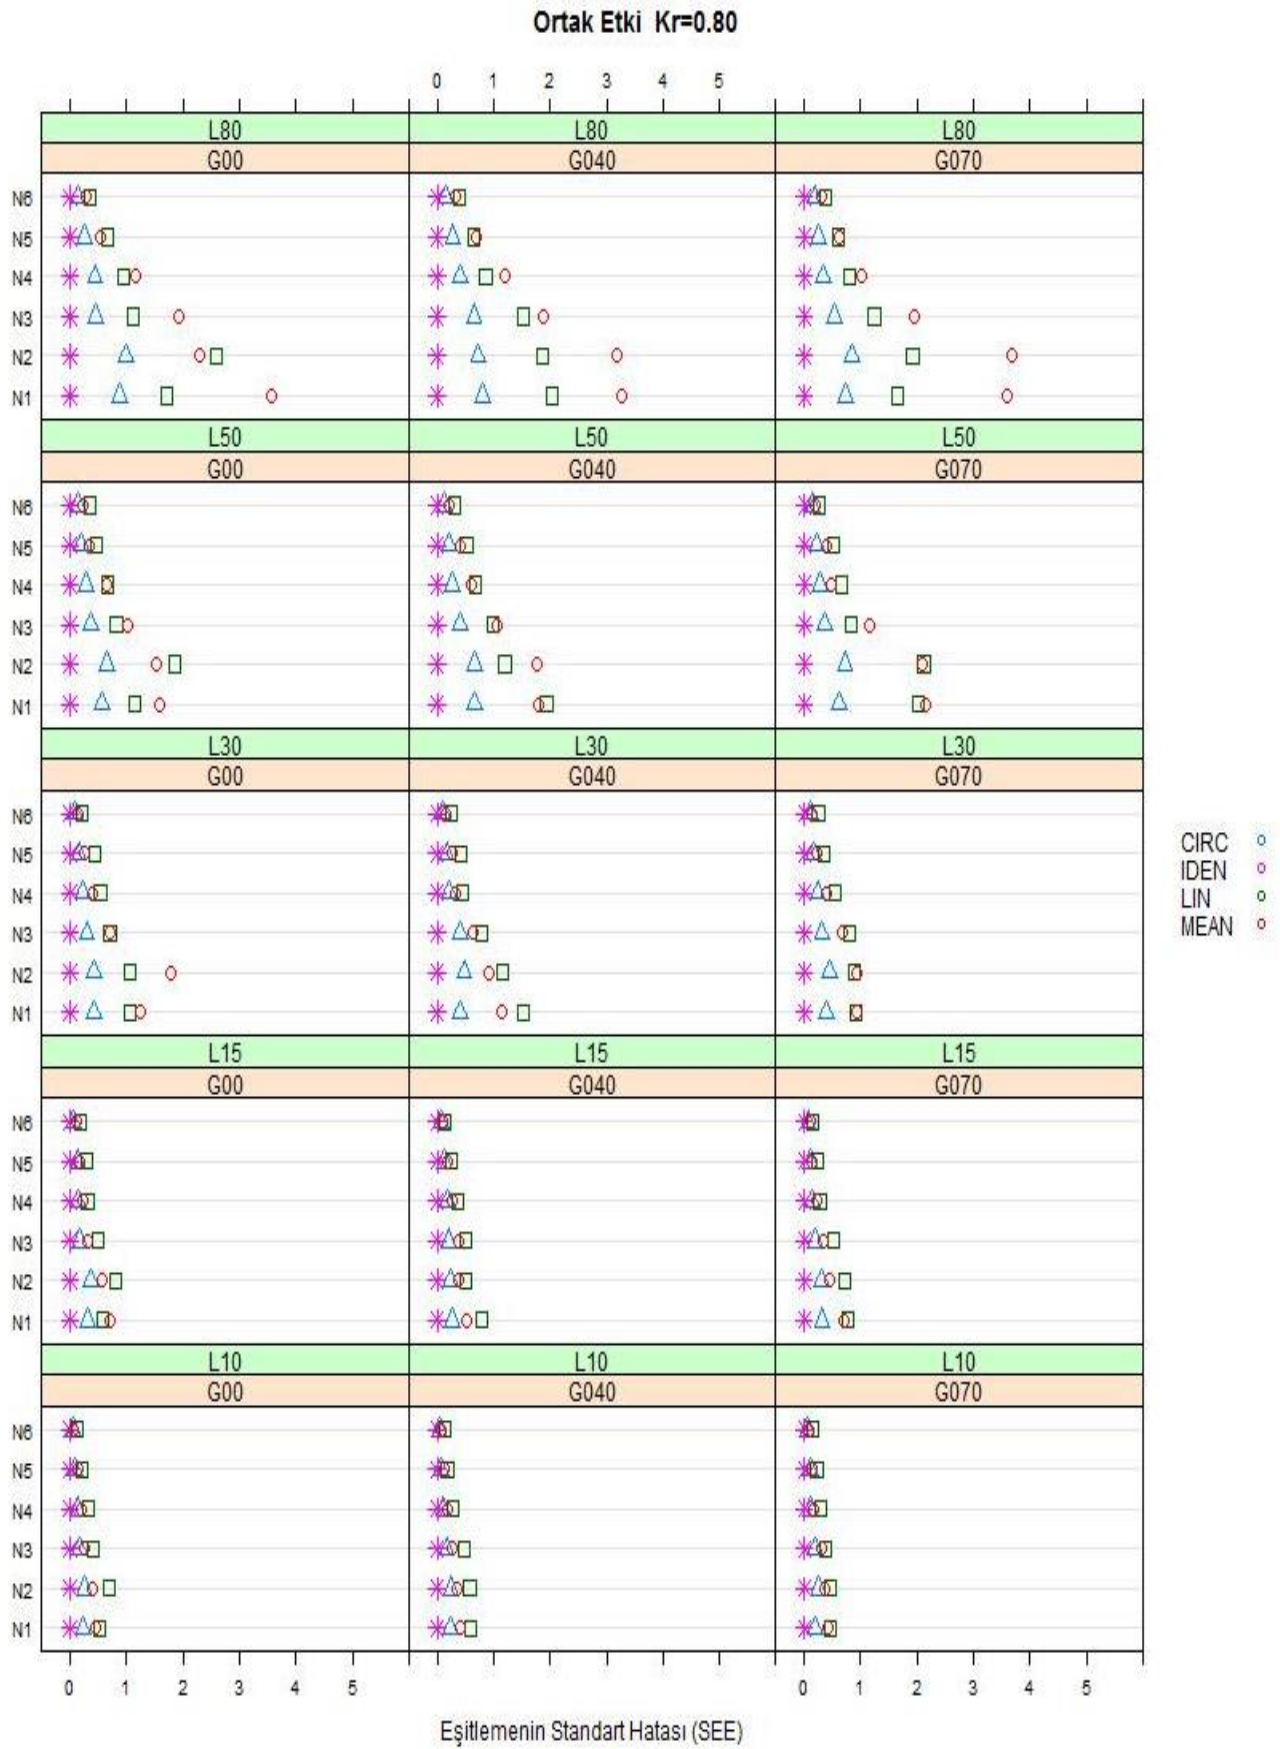 Ortak Etki Kr=0.80
0 1 2 3 4 5
L80 L80 L80
G00 G040 G070
N6
N5
N4
N3
N2
N1
L50 L50 L50
G00 G040 G070
N6
N5
N4
N3
N2
N1
L30 L30 L30
G00 G040 G070
N6
N5
N4
N3
N2
N1
CIRC
IDEN
LIN
MEAN
L15 L15 L15
G00 G040 G070
N6
N5
N4
N3
N2
N1
L10 L10 L10
G00 G040 G070
N6
N5
N4
N3
N2
N1
0 1 2 3 4 5 0 1 2 3 4 5
Eşitlemenin Standart Hatası (SEE)